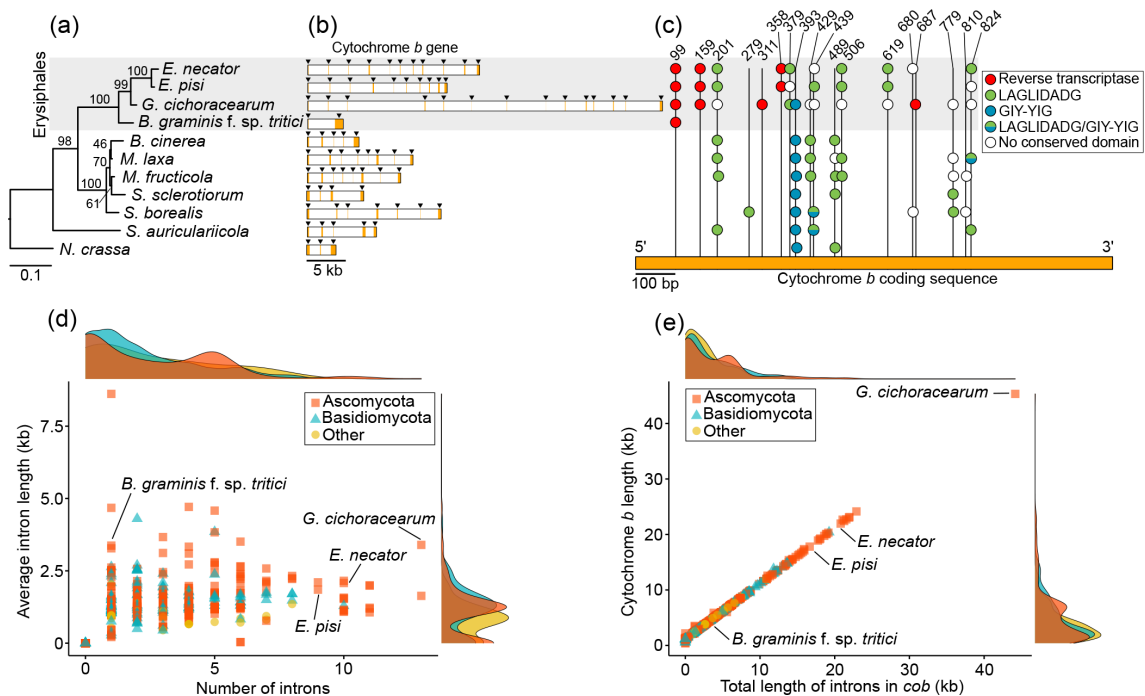 (a)
(b)
(c)
Cytochrome b gene
99
159
201
279
311
358
379
393
429
439
489
506
619
680
687
779
810
824
Erysiphales
100
99
100
98
46
70
100
61
E. necator
E. pisi
G. cichoracearum
B. graminis f. sp. tritici
B. cinerea
M. laxa
M. fructicola
S. sclerotiorum
S. borealis
S. auriculariicola
N. crassa
Reverse transcriptase
LAGLIDADG
GIY-YIG
LAGLIDADG/GIY-YIG
No conserved domain
0.1
5 kb
5'
3'
100 bp
Cytochrome b coding sequence
(d)
Ascomycota
Basidiomycota
Other
B. graminis f. sp. tritici
G. cichoracearum
E. necator
E. pisi
Average intron length (kb)
7.5
5.0
2.5
0
0
5
10
Number of introns
(e)
Ascomycota
Basidiomycota
Other
G. cichoracearum
E. necator
E. pisi
B. graminis f. sp. tritici
Cytochrome b length (kb)
40
30
20
10
0
0
10
20
30
40
Total length of introns in cob (kb)